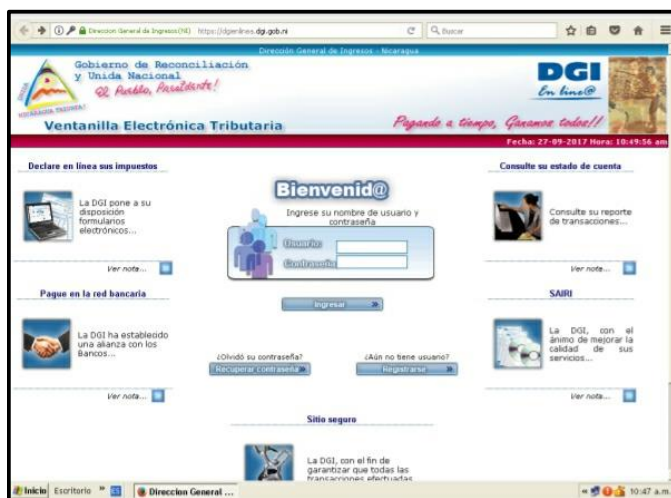 Dirección General de Ingresos (NI)
https://dgienlinea.dgi.gob.ni
Buscar
Dirección General de Ingresos - Nicaragua
Gobierno de Reconciliación
y Unida Nacional
El Pueblo, Presidente!
UNIDA
NICARAGUA TRIUNFA!
DGI
En line@
Ventanilla Electrónica Tributaria
Pagando a tiempo, Ganamos todos!!
Fecha: 27-09-2017 Hora: 10:49:56 am
Declare en línea sus impuestos
La DGI pone a su
disposición
formularios
electrónicos...
Ver nota...
Pague en la red bancaria
La DGI ha establecido
una alianza con los
Bancos...
Ver nota...
Bienvenid@
Ingrese su nombre de usuario y
contraseña
Usuario:
Contraseña:
Ingresar »
¿Olvidó su contraseña?
Recuperar contraseña»
¿Aún no tiene usuario?
Registrarse »
Consulte su estado de cuenta
Consulte su reporte
de transacciones...
Ver nota...
SAIRI
La DGI, con el
ánimo de mejorar la
calidad de sus
servicios...
Ver nota...
Sitio seguro
La DGI, con el fin de
garantizar que todas las
transacciones efectuadas
Inicio
Escritorio »
ES
Direccion General ...
« 10:47 a.m.